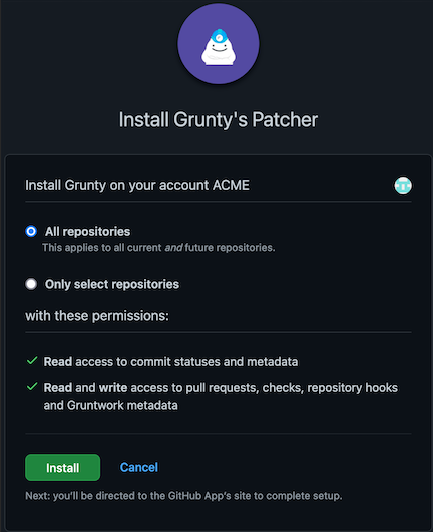 Install Grunty's Patcher
Install Grunty on your account ACME
All repositories
This applies to all current and future repositories.
Only select repositories
with these permissions:
Read access to commit statuses and metadata
Read and write access to pull requests, checks, repository hooks
and Gruntwork metadata
Install Cancel
Next: you'll be directed to the GitHub App's site to complete setup.